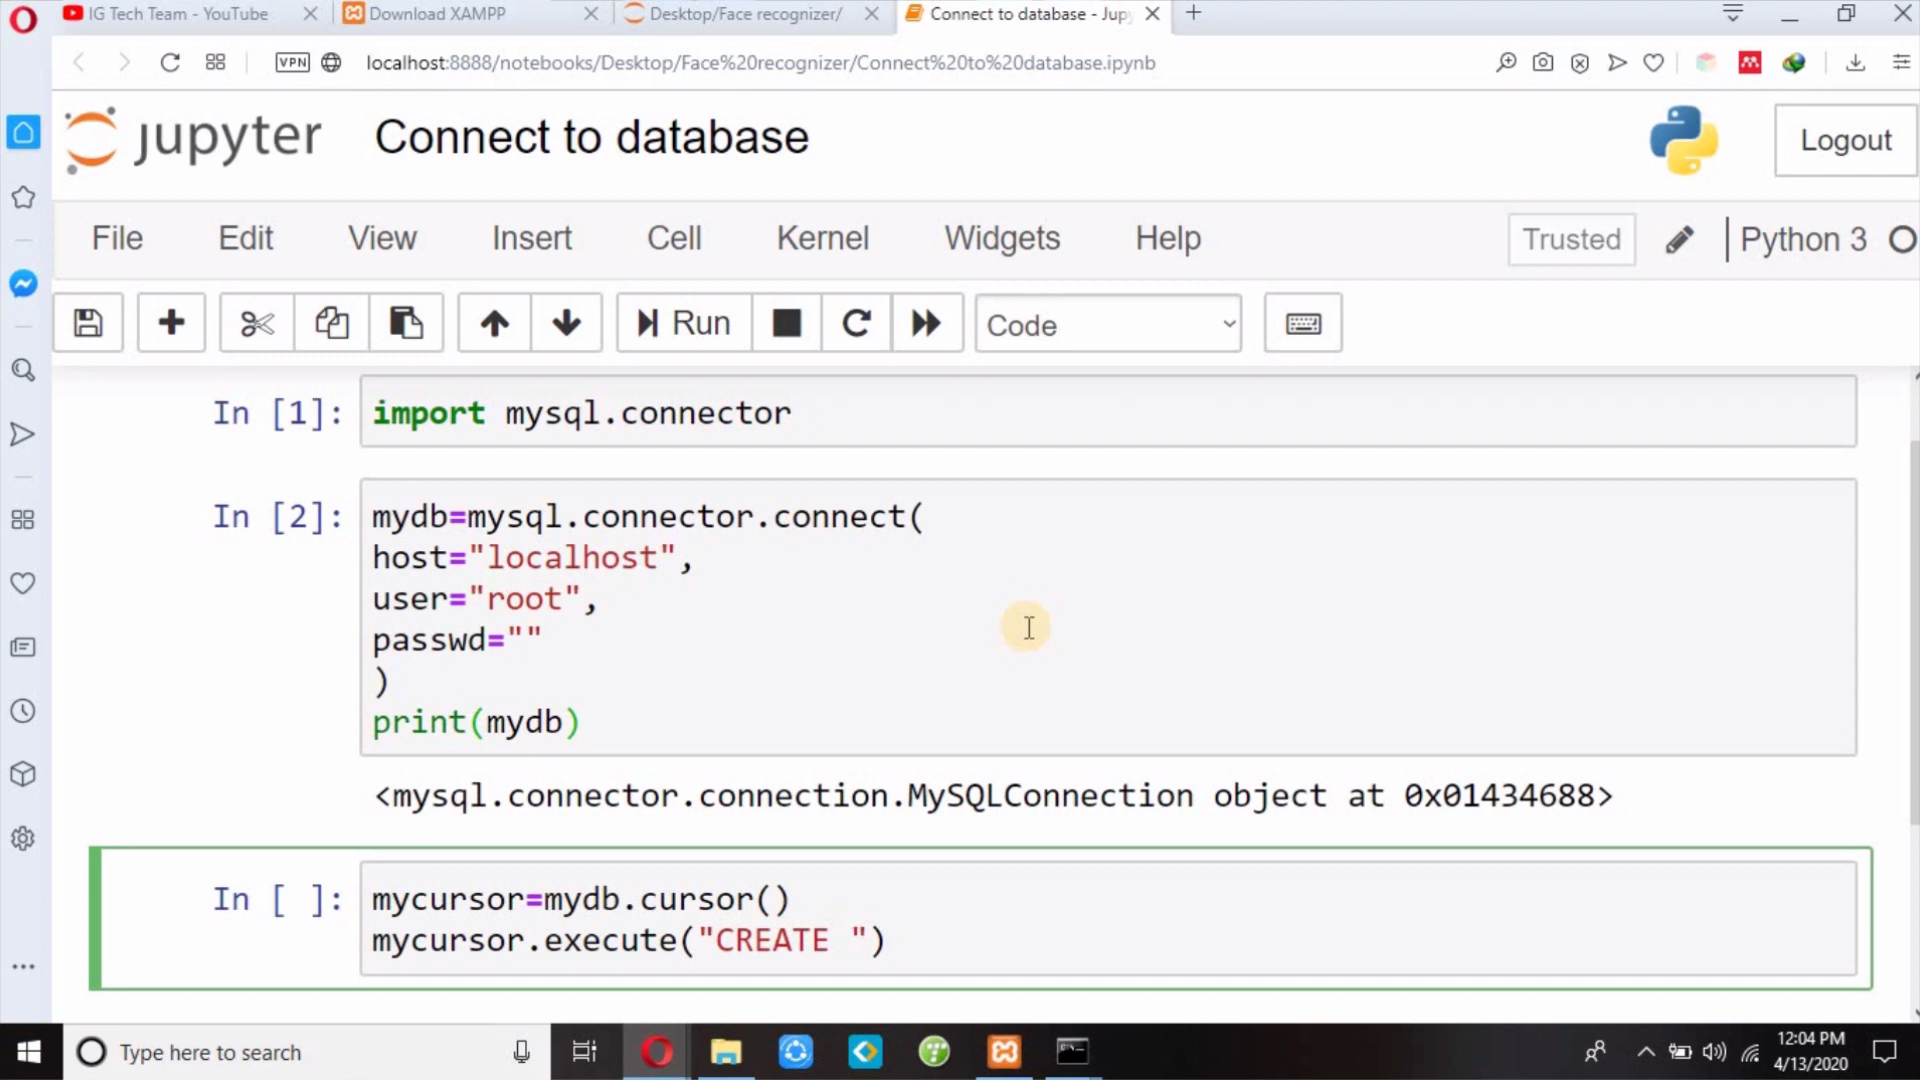 IG Tech Team - YouTube
Download XAMPP
Desktop/Face recognizer/
Connect to database - Jup
VPN
localhost:8888/notebooks/Desktop/Face%20recognizer/Connect%20to%20database.ipynb
jupyter
Connect to database
Logout
File Edit View Insert Cell Kernel Widgets Help
Trusted
Python 3
Run
Code
In [1]: import mysql.connector
In [2]: mydb=mysql.connector.connect(
host="localhost",
user="root",
passwd=""
)
print(mydb)
<mysql.connector.connection.MySQLConnection object at 0x01434688>
In [ ]: mycursor=mydb.cursor()
mycursor.execute("CREATE ")
Type here to search
12:04 PM
4/13/2020